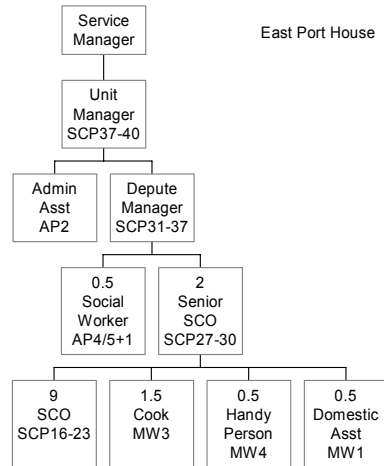 East Port House
Service
Manager
Unit
Manager
SCP37-40
Admin
Asst
AP2
Depute
Manager
SCP31-37
0.5
Social
Worker
AP4/5+1
2
Senior
SCO
SCP27-30
9
SCO
SCP16-23
1.5
Cook
MW3
0.5
Handy
Person
MW4
0.5
Domestic
Asst
MW1